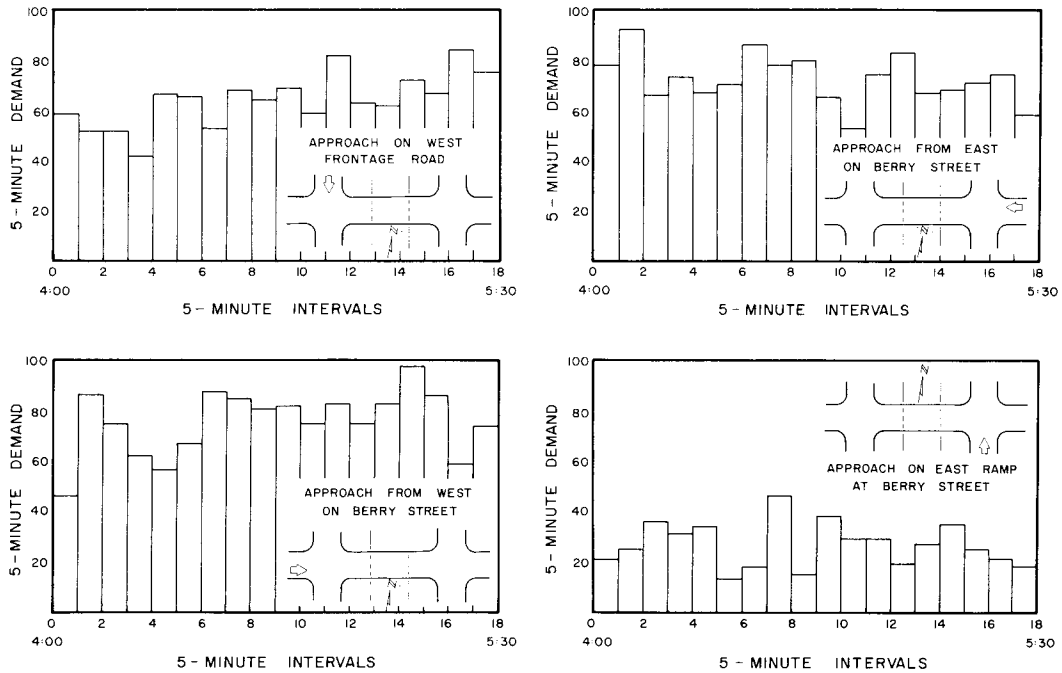 100
80
60
40
20
0
5-MINUTE DEMAND
APPROACH ON WEST
FRONTAGE ROAD
N
0 2 4 6 8 10 12 14 16 18
4:00 5:30
5-MINUTE INTERVALS
100
80
60
40
20
0
5-MINUTE DEMAND
APPROACH FROM EAST
ON BERRY STREET
N
0 2 4 6 8 10 12 14 16 18
4:00 5:30
5-MINUTE INTERVALS
100
80
60
40
20
0
5-MINUTE DEMAND
APPROACH FROM WEST
ON BERRY STREET
N
0 2 4 6 8 10 12 14 16 18
4:00 5:30
5-MINUTE INTERVALS
100
80
60
40
20
5-MINUTE DEMAND
N
APPROACH ON EAST RAMP
AT BERRY STREET
0 2 4 6 8 10 12 14 16 18
4:00 5:30
5-MINUTE INTERVALS